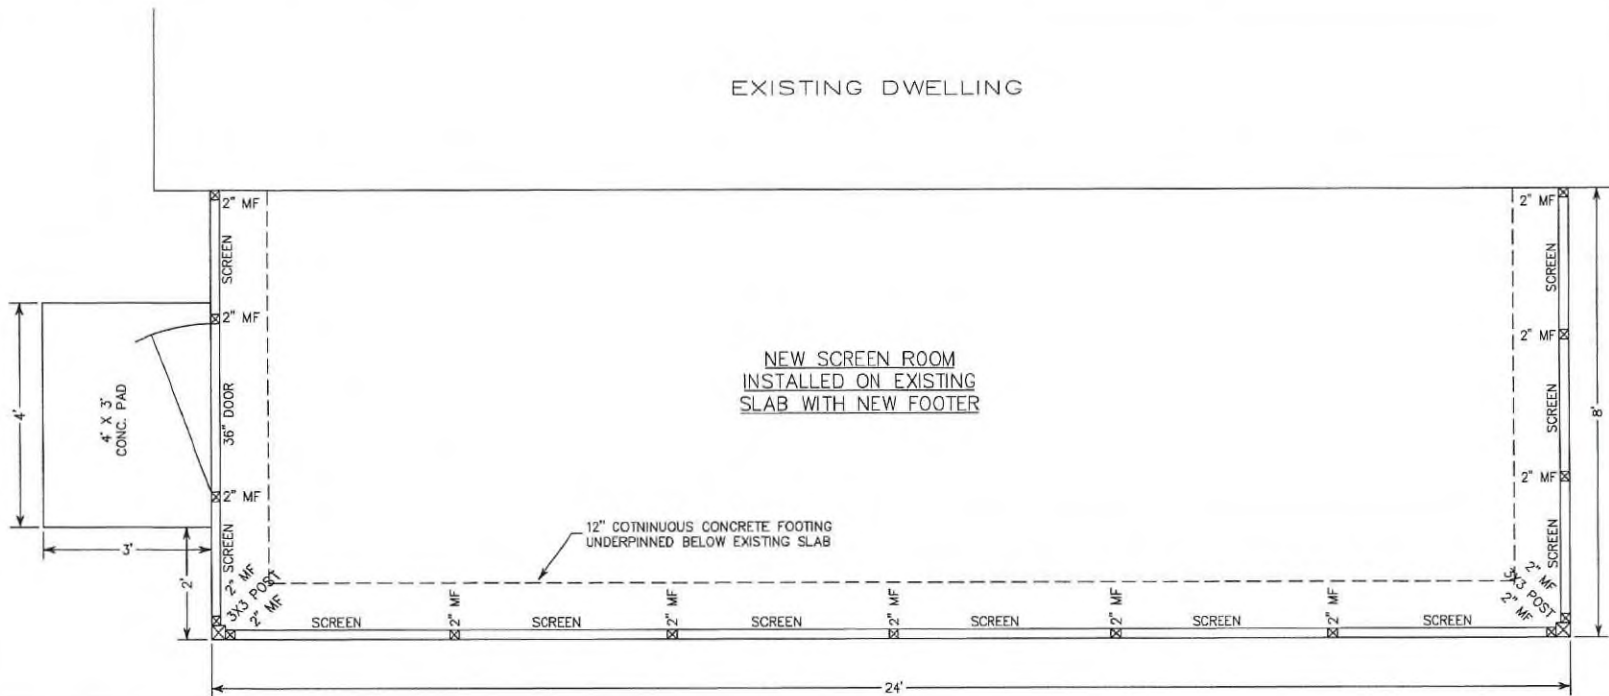 EXISTING DWELLING
2" MF
2" MF
SCREEN
SCREEN
2" MF
2" MF
NEW SCREEN ROOM
INSTALLED ON EXISTING
SLAB WITH NEW FOOTER
4'
4' X 3'
CONC. PAD
36" DOOR
SCREEN
8'
2" MF
2" MF
12" COTNINUOUS CONCRETE FOOTING
UNDERPINNED BELOW EXISTING SLAB
3'
SCREEN
SCREEN
2'
2" MF
3X3 POST
2" MF
2" MF
3X3 POST
2" MF
SCREEN
2" MF
SCREEN
2" MF
SCREEN
2" MF
SCREEN
2" MF
SCREEN
2" MF
SCREEN
24'